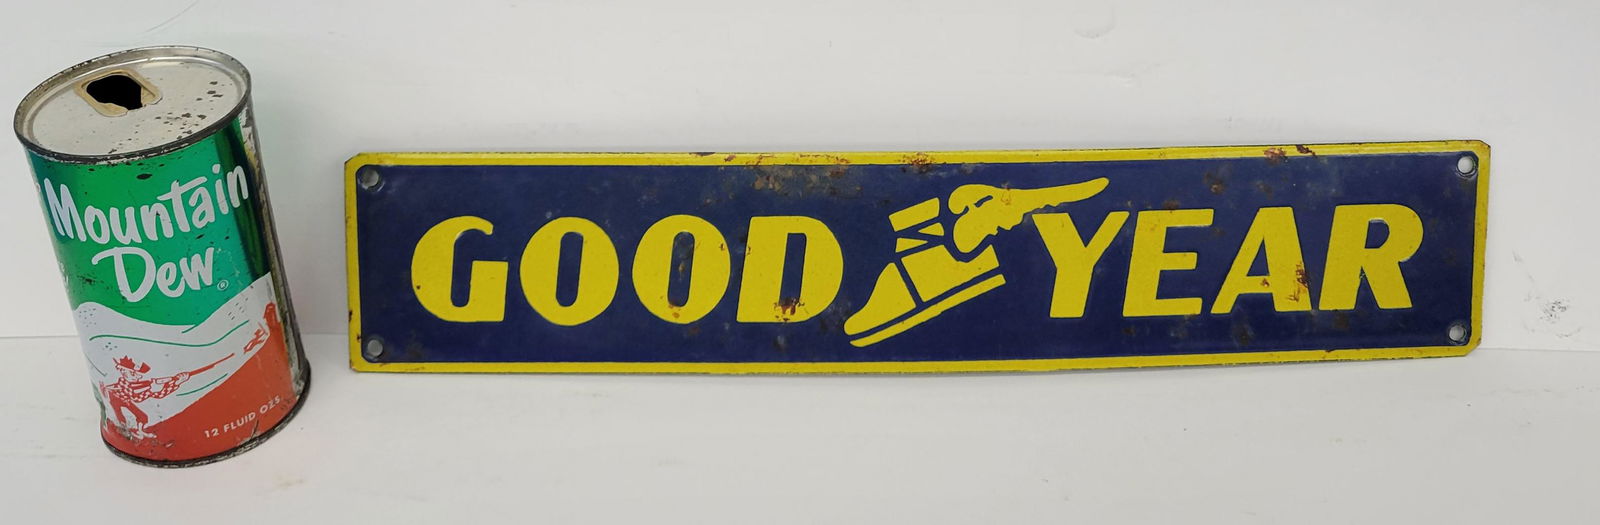 Mountain
Dew®
12 FLUID OZS.
GOOD YEAR